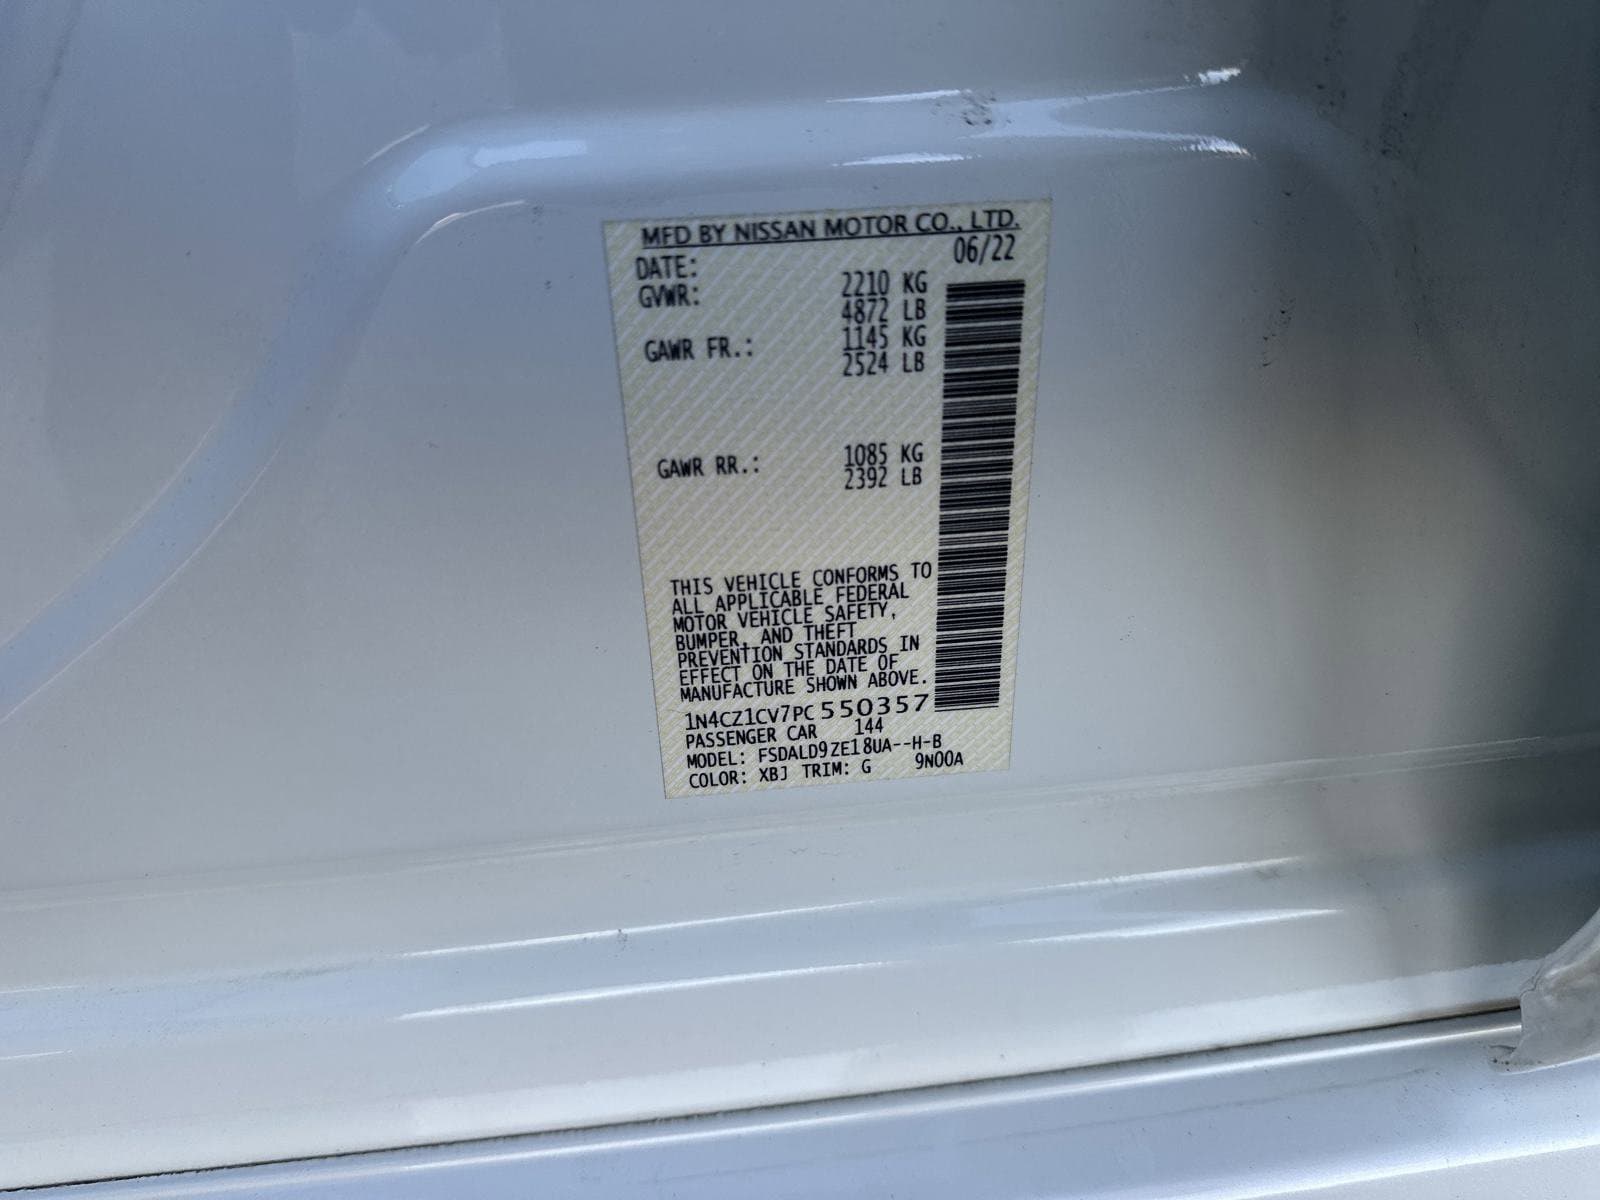 MFD BY NISSAN MOTOR CO., LTD.
DATE: 06/22
GVWR: 2210 KG
4872 LB
GAWR FR.: 1145 KG
2524 LB
GAWR RR.: 1085 KG
2392 LB
THIS VEHICLE CONFORMS TO
ALL APPLICABLE FEDERAL
MOTOR VEHICLE SAFETY,
BUMPER, AND THEFT
PREVENTION STANDARDS IN
EFFECT ON THE DATE OF
MANUFACTURE SHOWN ABOVE.
1N4CZ1CV7PC550357
PASSENGER CAR 144
MODEL: FSDALD9ZE18UA--H-B
COLOR: XBJ TRIM: G 9N00A